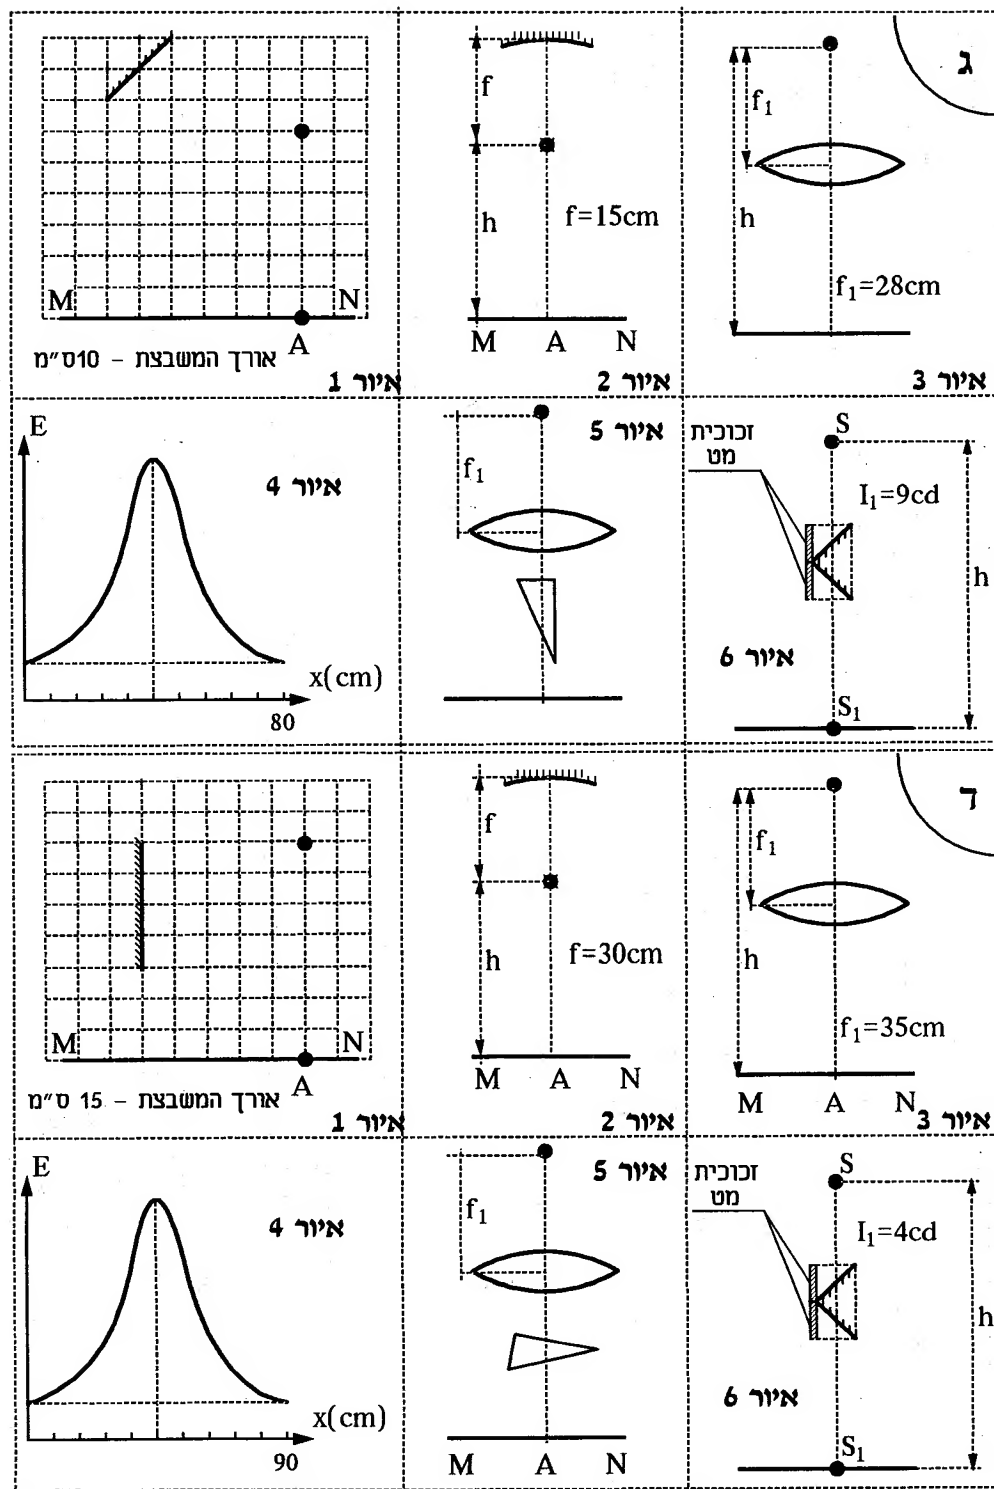 ג
M
N
A
אורך המשבצת - 10ס"מ
איור 1
f
h
f=15cm
M A N
איור 2
f₁
h
f₁=28cm
איור 3
E
איור 4
x(cm)
80
איור 5
f₁
זכוכית
מט
S
I₁=9cd
h
איור 6
S₁
ד
M
N
A
אורך המשבצת - 15 ס"מ
איור 1
f
h
f=30cm
M A N
איור 2
f₁
h
f₁=35cm
M A N
איור 3
E
איור 4
x(cm)
90
איור 5
f₁
M A N
זכוכית
מט
S
I₁=4cd
h
איור 6
S₁